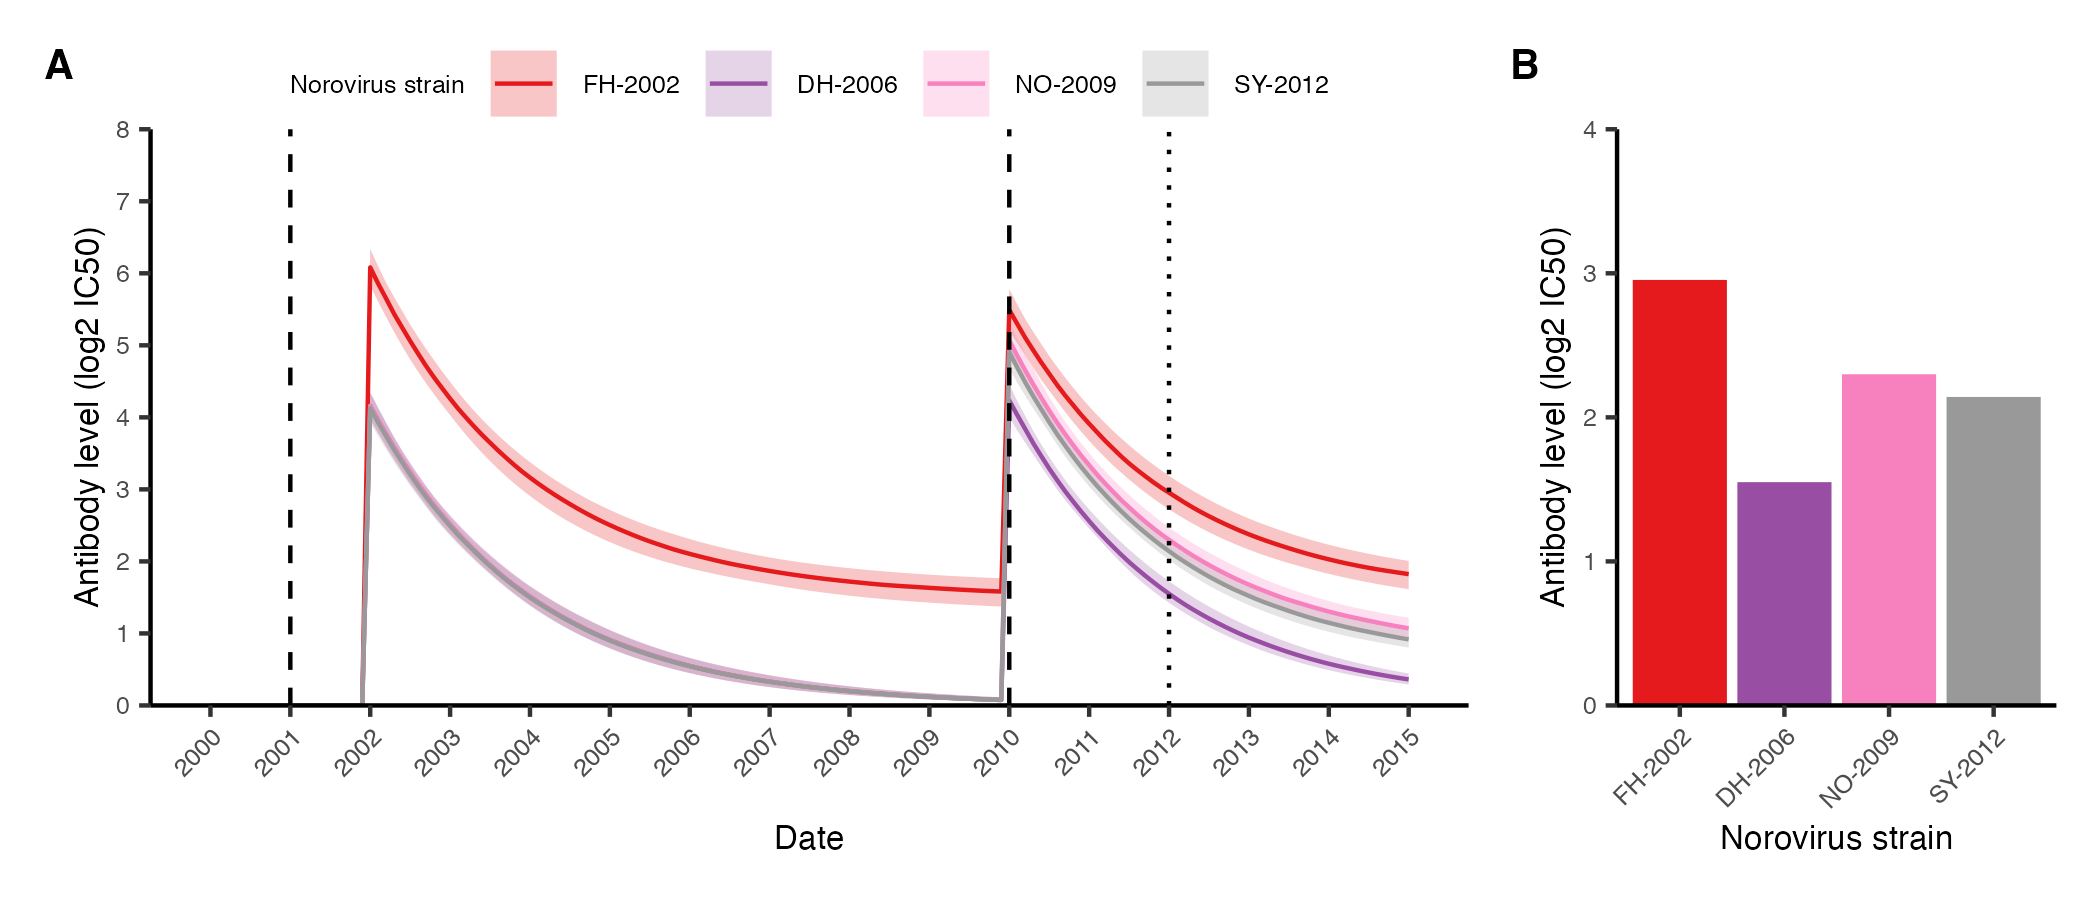 A
Norovirus strain FH-2002 DH-2006 NO-2009 SY-2012
Antibody level (log2 IC50)
8
7
6
5
4
3
2
1
0
2000 2001 2002 2003 2004 2005 2006 2007 2008 2009 2010 2011 2012 2013 2014 2015
Date
B
Antibody level (log2 IC50)
4
3
2
1
0
FH-2002 DH-2006 NO-2009 SY-2012
Norovirus strain